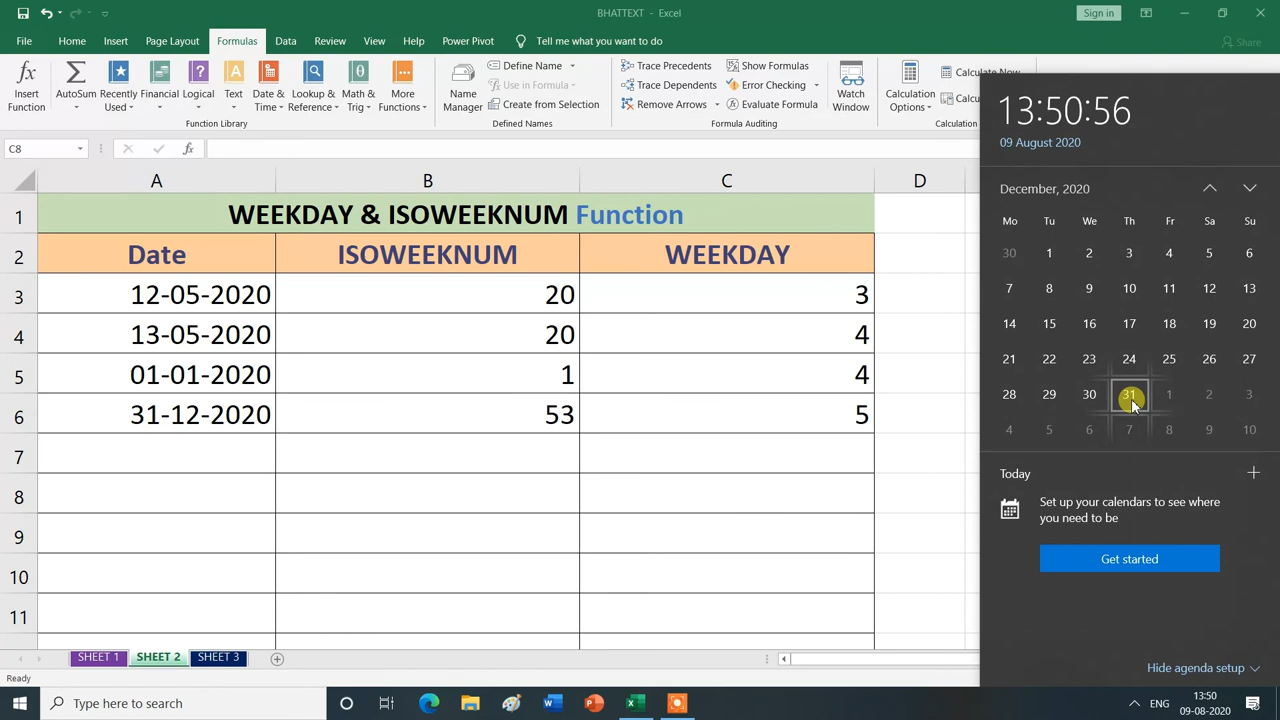 BHATTEXT - Excel
Sign in
File Home Insert Page Layout Formulas Data Review View Help Power Pivot Tell me what you want to do Share
Insert Function
AutoSum
Recently Used
Financial
Logical
Text
Date & Time
Lookup & Reference
Math & Trig
More Functions
Function Library
Name Manager
Define Name
Use in Formula
Create from Selection
Defined Names
Trace Precedents
Trace Dependents
Remove Arrows
Show Formulas
Error Checking
Evaluate Formula
Formula Auditing
Watch Window
Calculation Options
Calculate Now
Calcu
Calculation
C8
fx
A B C D
1 WEEKDAY & ISOWEEKNUM Function
2 Date ISOWEEKNUM WEEKDAY
3 12-05-2020 20 3
4 13-05-2020 20 4
5 01-01-2020 1 4
6 31-12-2020 53 5
7
8
9
10
11
SHEET 1 SHEET 2 SHEET 3
Ready
13:50:56
09 August 2020
December, 2020
Mo Tu We Th Fr Sa Su
30 1 2 3 4 5 6
7 8 9 10 11 12 13
14 15 16 17 18 19 20
21 22 23 24 25 26 27
28 29 30 31 1 2 3
4 5 6 7 8 9 10
Today
Set up your calendars to see where
you need to be
Get started
Hide agenda setup
Type here to search
ENG
13:50
09-08-2020